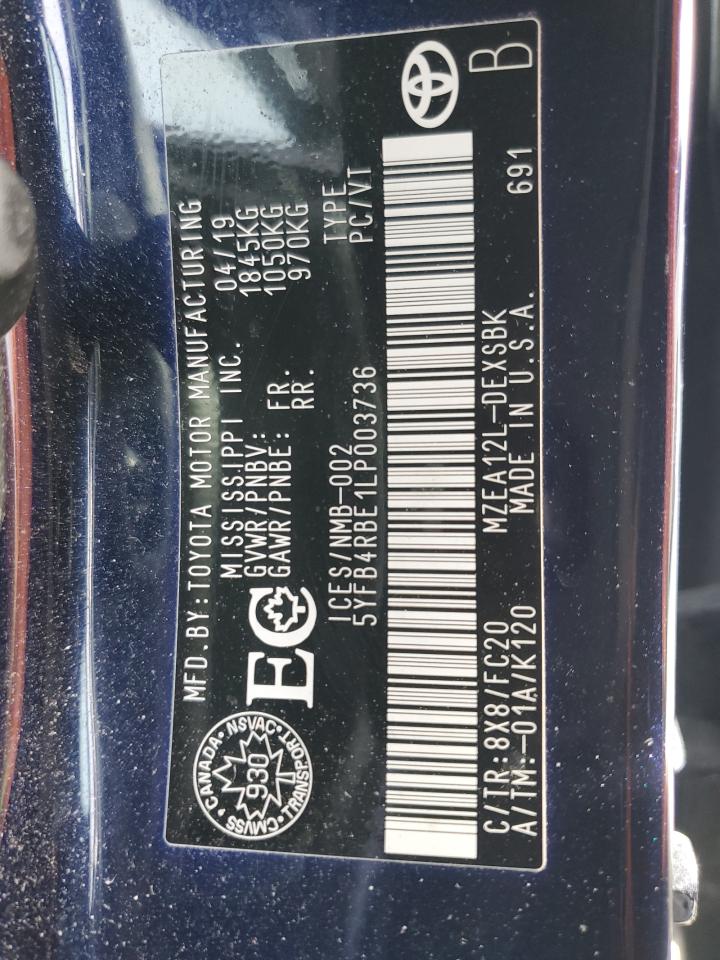 MFD.BY:TOYOTA MOTOR MANUFACTURING
MISSISSIPPI INC. 04/19
GVWR/PNBV: 1845KG
GAWR/PNBE: FR. 1050KG
RR. 970KG
CANADA • NSVAC • TRANSPORT • CMVSS •
930
EC
ICES/NMB-002 TYPE
5YFB4RBE1LP003736 PC/VT
C/TR:8X8/FC20 MZEA12L-DEXSBK B
A/TM:-01A/K120 MADE IN U.S.A. 691